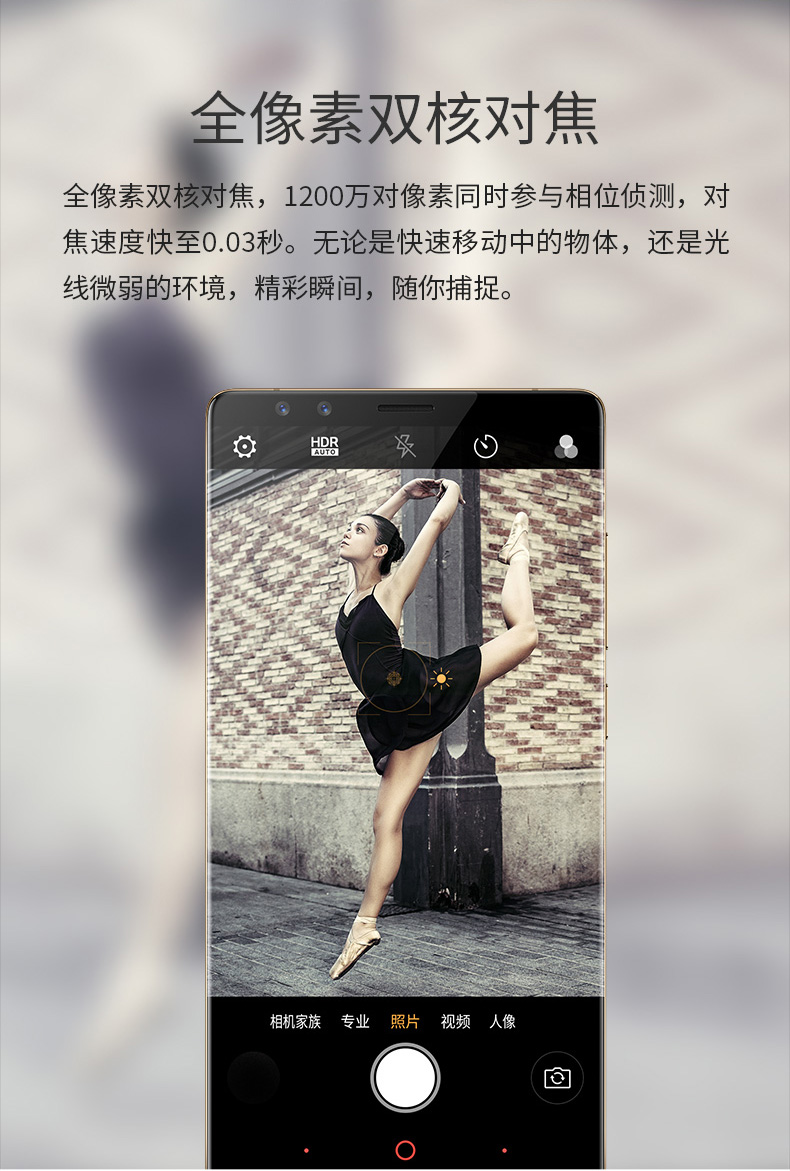 全像素双核对焦
全像素双核对焦，1200万对像素同时参与相位侦测，对
焦速度快至0.03秒。无论是快速移动中的物体，还是光
线微弱的环境，精彩瞬间，随你捕捉。
HDR
AUTO
相机家族 专业 照片 视频 人像